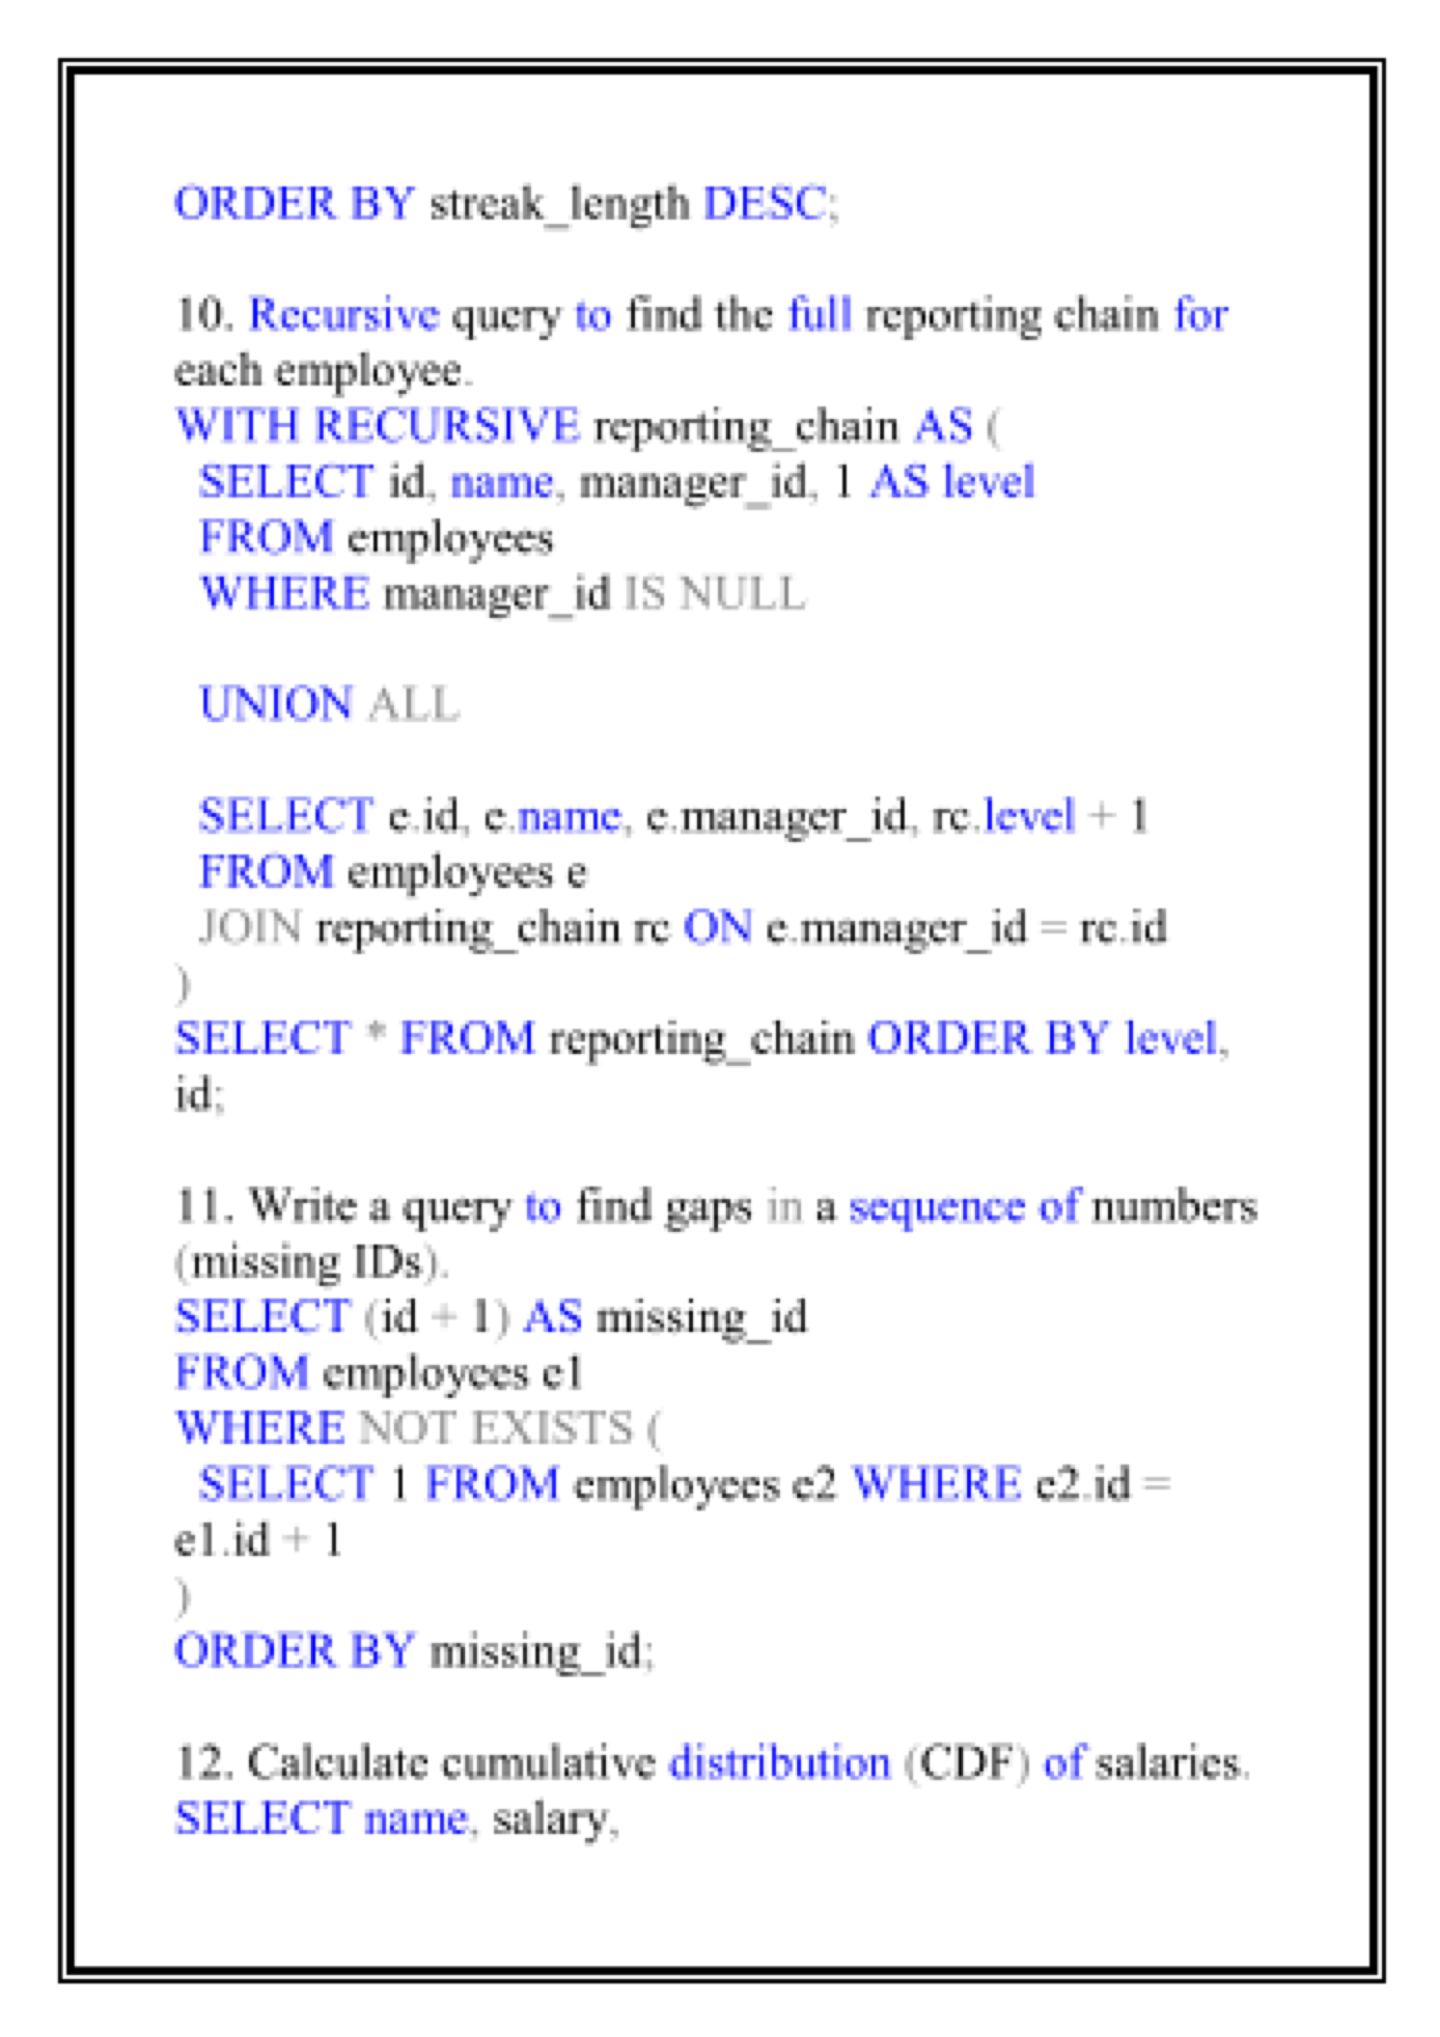 ORDER BY streak_length DESC;
10. Recursive query to find the full reporting chain for
each employee.
WITH RECURSIVE reporting_chain AS (
SELECT id, name, manager_id, 1 AS level
FROM employees
WHERE manager_id IS NULL
UNION ALL
SELECT e.id, e.name, e.manager_id, rc.level + 1
FROM employees e
JOIN reporting_chain rc ON e.manager_id = rc.id
)
SELECT * FROM reporting_chain ORDER BY level,
id;
11. Write a query to find gaps in a sequence of numbers
(missing IDs).
SELECT (id + 1) AS missing_id
FROM employees e1
WHERE NOT EXISTS (
SELECT 1 FROM employees e2 WHERE e2.id =
e1.id + 1
)
ORDER BY missing_id;
12. Calculate cumulative distribution (CDF) of salaries.
SELECT name, salary,